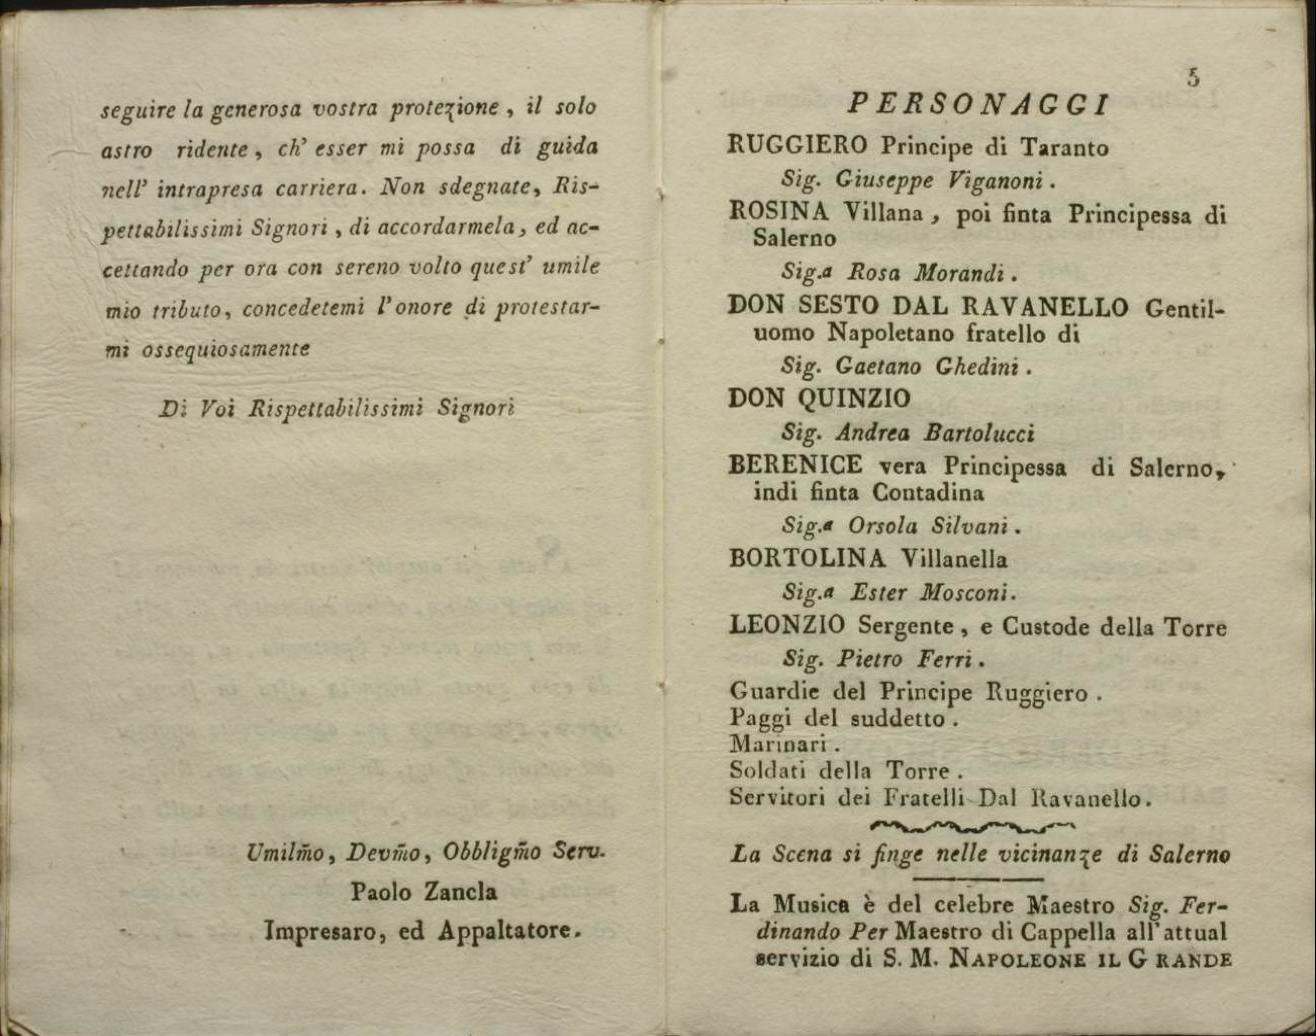 seguire la generosa vostra protezione, il solo
astro ridente, ch' esser mi possa di guida
nell' intrapresa carriera. Non sdegnate, Ris-
pettabilissimi Signori, di accordarmela, ed ac-
cettando per ora con sereno volto quest' umile
mio tributo, concedetemi l'onore di protestar-
mi ossequiosamente
Di Voi Rispettabilissimi Signori
Umilm̃o, Devm̃o, Obbligm̃o Serv.
Paolo Zancla
Impresaro, ed Appaltatore.
5
PERSONAGGI
RUGGIERO Principe di Taranto
Sig. Giuseppe Viganoni.
ROSINA Villana, poi finta Principessa di
Salerno
Sig.a Rosa Morandi.
DON SESTO DAL RAVANELLO Gentil-
uomo Napoletano fratello di
Sig. Gaetano Ghedini.
DON QUINZIO
Sig. Andrea Bartolucci
BERENICE vera Principessa di Salerno,
indi finta Contadina
Sig.a Orsola Silvani.
BORTOLINA Villanella
Sig.a Ester Mosconi.
LEONZIO Sergente, e Custode della Torre
Sig. Pietro Ferri.
Guardie del Principe Ruggiero.
Paggi del suddetto.
Marinari.
Soldati della Torre.
Servitori dei Fratelli Dal Ravanello.
La Scena si finge nelle vicinanze di Salerno
La Musica è del celebre Maestro Sig. Fer-
dinando Per Maestro di Cappella all'attual
servizio di S. M. NAPOLEONE IL GRANDE